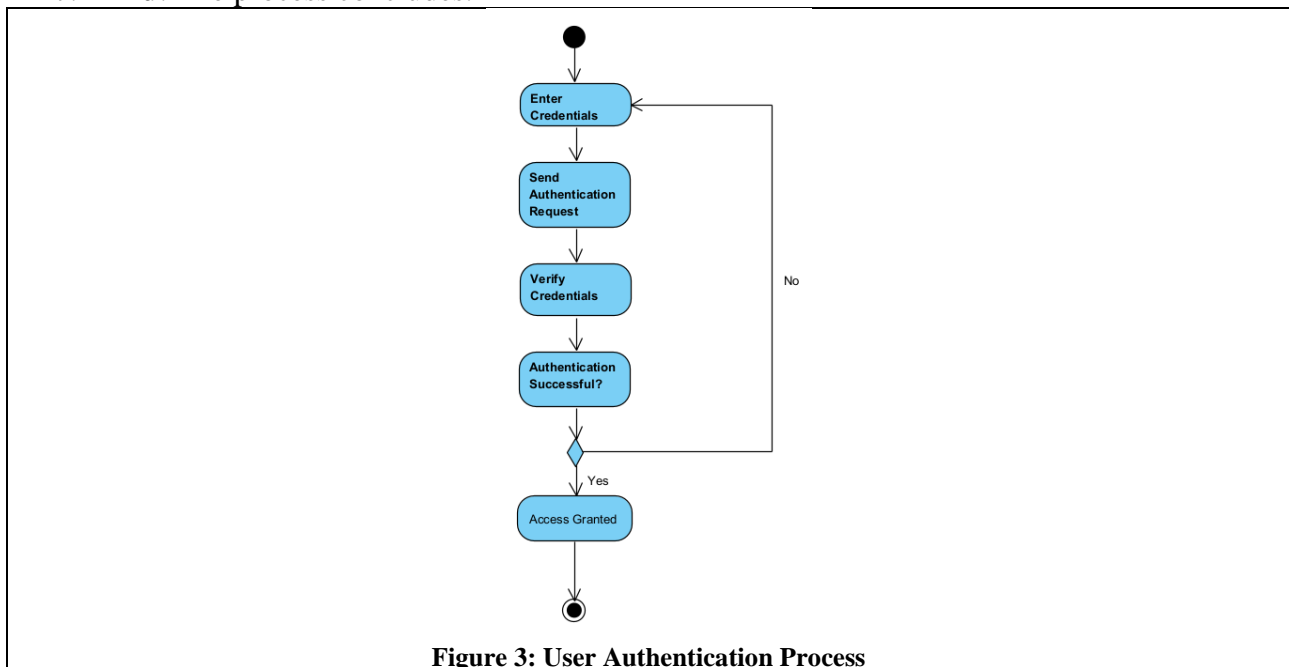 Enter
Credentials
Send
Authentication
Request
Verify
Credentials
No
Authentication
Successful?
Yes
Access Granted
Figure 3: User Authentication Process